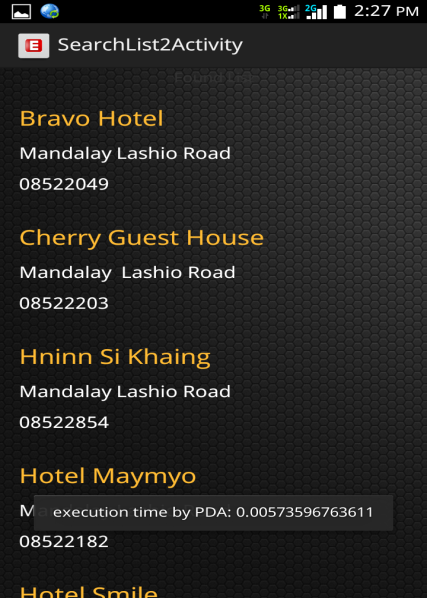 3G 3G 1X 2G 2:27 PM
E SearchList2Activity
Bravo Hotel
Mandalay Lashio Road
08522049
Cherry Guest House
Mandalay  Lashio Road
08522203
Hninn Si Khaing
Mandalay Lashio Road
08522854
Hotel Maymyo
execution time by PDA: 0.00573596763611
08522182
Hotel Smile